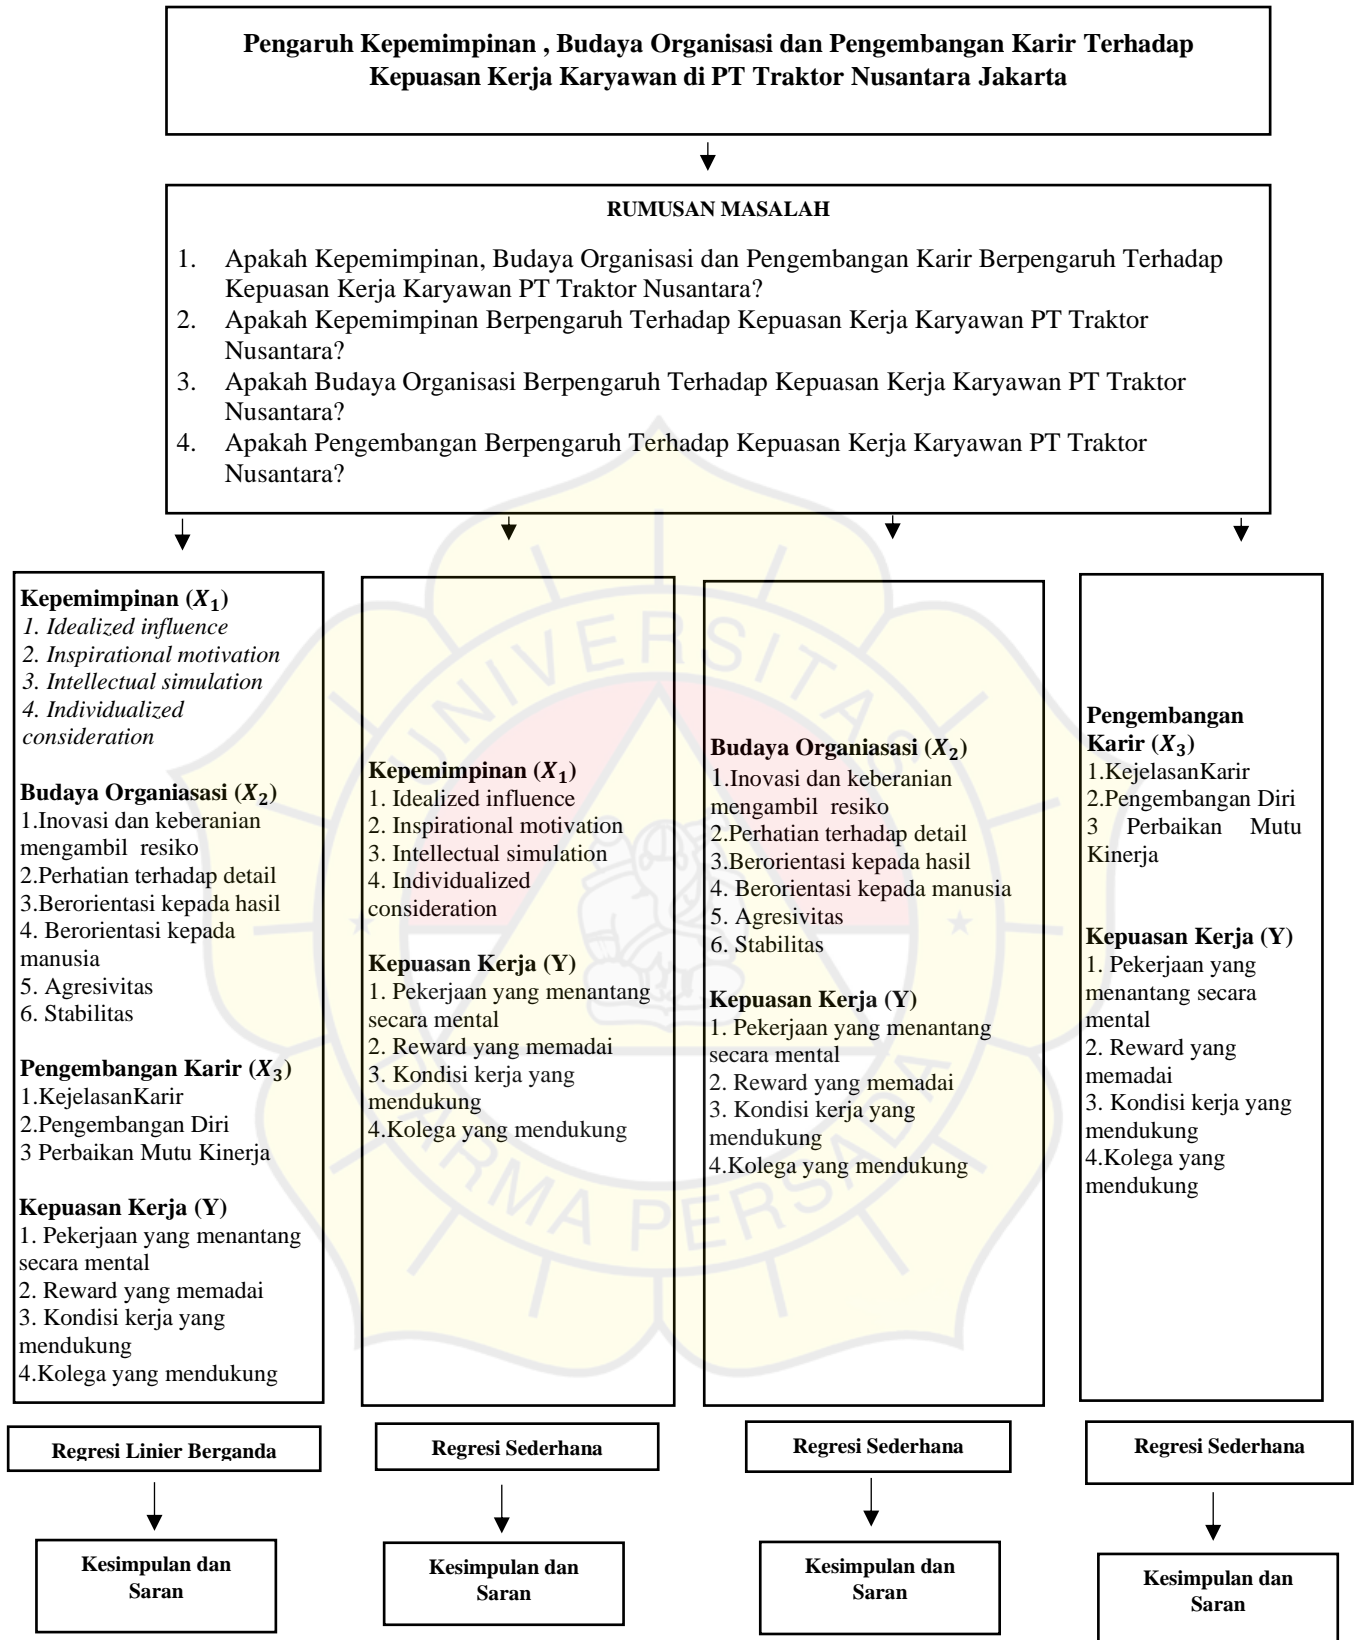 Pengaruh Kepemimpinan , Budaya Organisasi dan Pengembangan Karir Terhadap
Kepuasan Kerja Karyawan di PT Traktor Nusantara Jakarta
RUMUSAN MASALAH
1. Apakah Kepemimpinan, Budaya Organisasi dan Pengembangan Karir Berpengaruh Terhadap
Kepuasan Kerja Karyawan PT Traktor Nusantara?
2. Apakah Kepemimpinan Berpengaruh Terhadap Kepuasan Kerja Karyawan PT Traktor
Nusantara?
3. Apakah Budaya Organisasi Berpengaruh Terhadap Kepuasan Kerja Karyawan PT Traktor
Nusantara?
4. Apakah Pengembangan Berpengaruh Terhadap Kepuasan Kerja Karyawan PT Traktor
Nusantara?
Kepemimpinan (X₁)
1. Idealized influence
2. Inspirational motivation
3. Intellectual simulation
4. Individualized
consideration
Budaya Organiasasi (X₂)
1.Inovasi dan keberanian
mengambil resiko
2.Perhatian terhadap detail
3.Berorientasi kepada hasil
4. Berorientasi kepada
manusia
5. Agresivitas
6. Stabilitas
Pengembangan Karir (X₃)
1.KejelasanKarir
2.Pengembangan Diri
3 Perbaikan Mutu Kinerja
Kepuasan Kerja (Y)
1. Pekerjaan yang menantang
secara mental
2. Reward yang memadai
3. Kondisi kerja yang
mendukung
4.Kolega yang mendukung
Regresi Linier Berganda
Kesimpulan dan
Saran
Kepemimpinan (X₁)
1. Idealized influence
2. Inspirational motivation
3. Intellectual simulation
4. Individualized
consideration
Kepuasan Kerja (Y)
1. Pekerjaan yang menantang
secara mental
2. Reward yang memadai
3. Kondisi kerja yang
mendukung
4.Kolega yang mendukung
Regresi Sederhana
Kesimpulan dan
Saran
Budaya Organiasasi (X₂)
1.Inovasi dan keberanian
mengambil resiko
2.Perhatian terhadap detail
3.Berorientasi kepada hasil
4. Berorientasi kepada manusia
5. Agresivitas
6. Stabilitas
Kepuasan Kerja (Y)
1. Pekerjaan yang menantang
secara mental
2. Reward yang memadai
3. Kondisi kerja yang
mendukung
4.Kolega yang mendukung
Regresi Sederhana
Kesimpulan dan
Saran
Pengembangan
Karir (X₃)
1.KejelasanKarir
2.Pengembangan Diri
3 Perbaikan Mutu
Kinerja
Kepuasan Kerja (Y)
1. Pekerjaan yang
menantang secara
mental
2. Reward yang
memadai
3. Kondisi kerja yang
mendukung
4.Kolega yang
mendukung
Regresi Sederhana
Kesimpulan dan
Saran
UNIVERSITAS
DARMA PERSADA